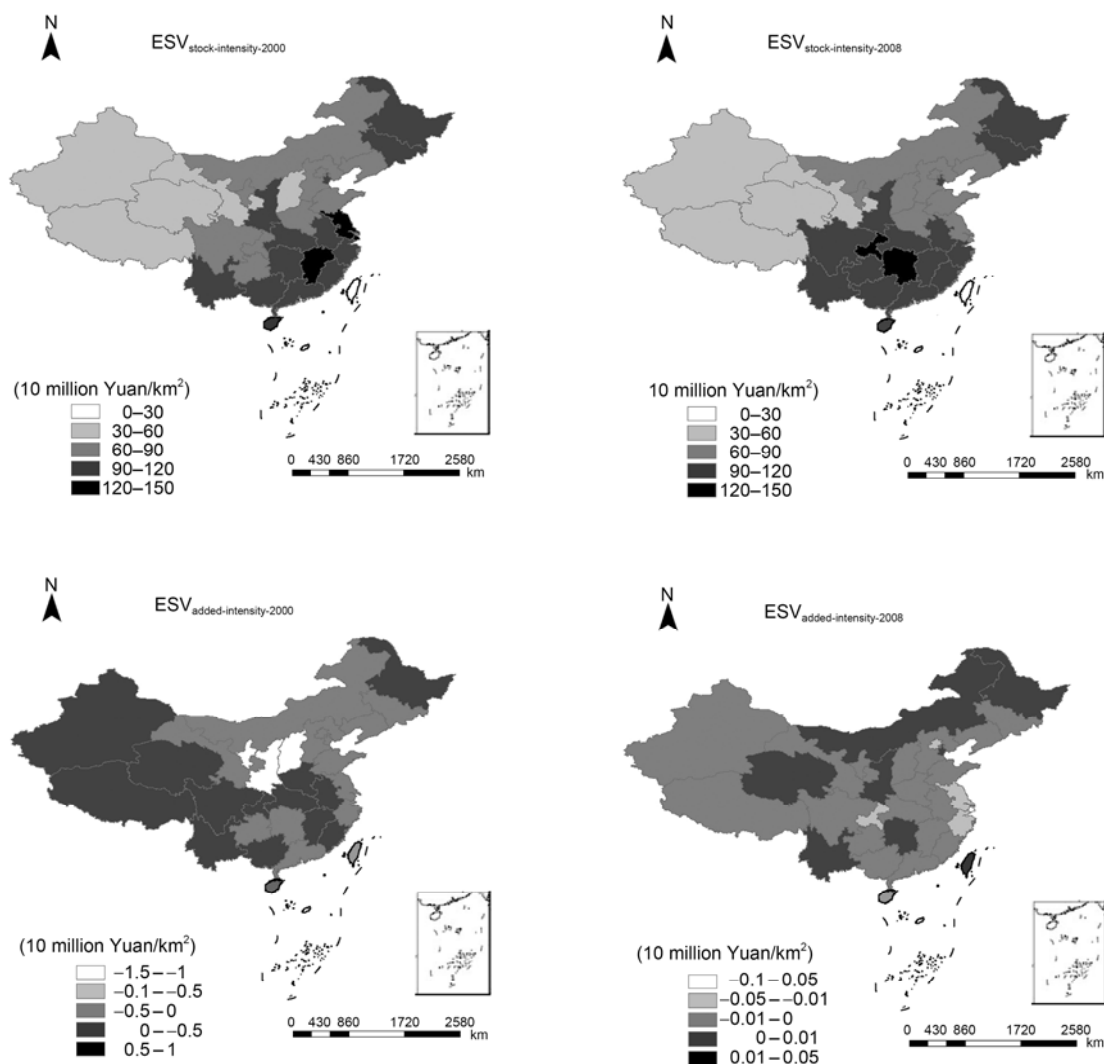 N
ESVstock-intensity-2000
(10 million Yuan/km²)
0–30
30–60
60–90
90–120
120–150
0 430 860 1720 2580
km
N
ESVstock-intensity-2008
10 million Yuan/km²)
0–30
30–60
60–90
90–120
120–150
0 430 860 1720 2580
km
N
ESVadded-intensity-2000
(10 million Yuan/km²)
−1.5 – −1
−0.1 – −0.5
−0.5 – 0
0 – −0.5
0.5 – 1
0 430 860 1720 2580
km
N
ESVadded-intensity-2008
(10 million Yuan/km²)
−0.1 – 0.05
−0.05 – −0.01
−0.01 – 0
0 – 0.01
0.01 – 0.05
0 430 860 1720 2580
km